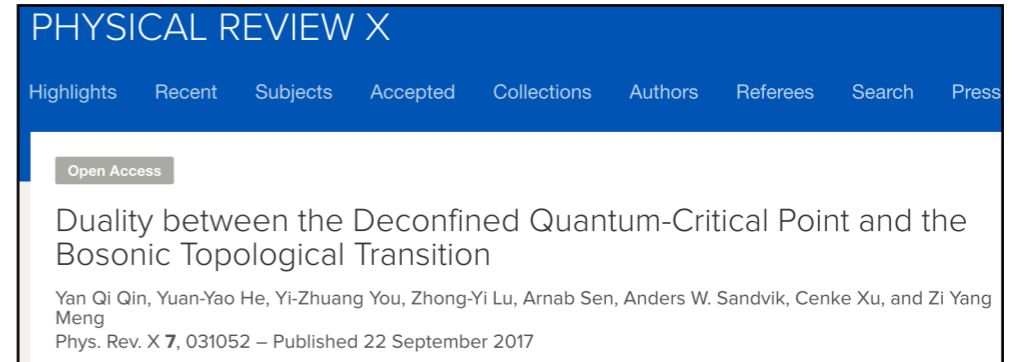 PHYSICAL REVIEW X
Highlights Recent Subjects Accepted Collections Authors Referees Search Press
Open Access
Duality between the Deconfined Quantum-Critical Point and the
Bosonic Topological Transition
Yan Qi Qin, Yuan-Yao He, Yi-Zhuang You, Zhong-Yi Lu, Arnab Sen, Anders W. Sandvik, Cenke Xu, and Zi Yang
Meng
Phys. Rev. X 7, 031052 – Published 22 September 2017